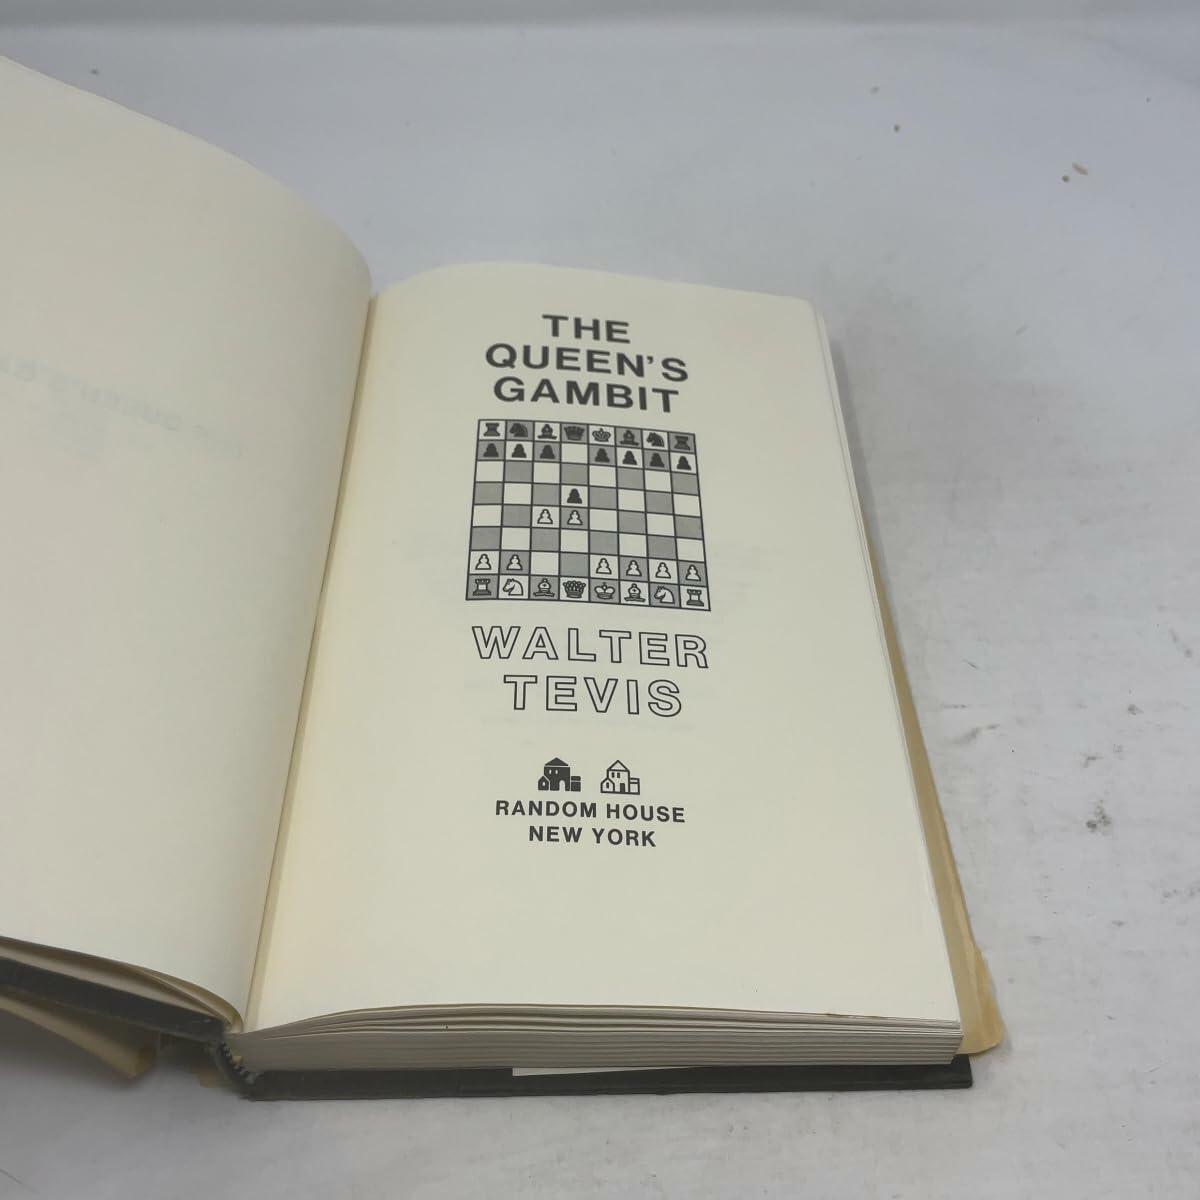 THE
QUEEN'S
GAMBIT
WALTER
TEVIS
RANDOM HOUSE
NEW YORK